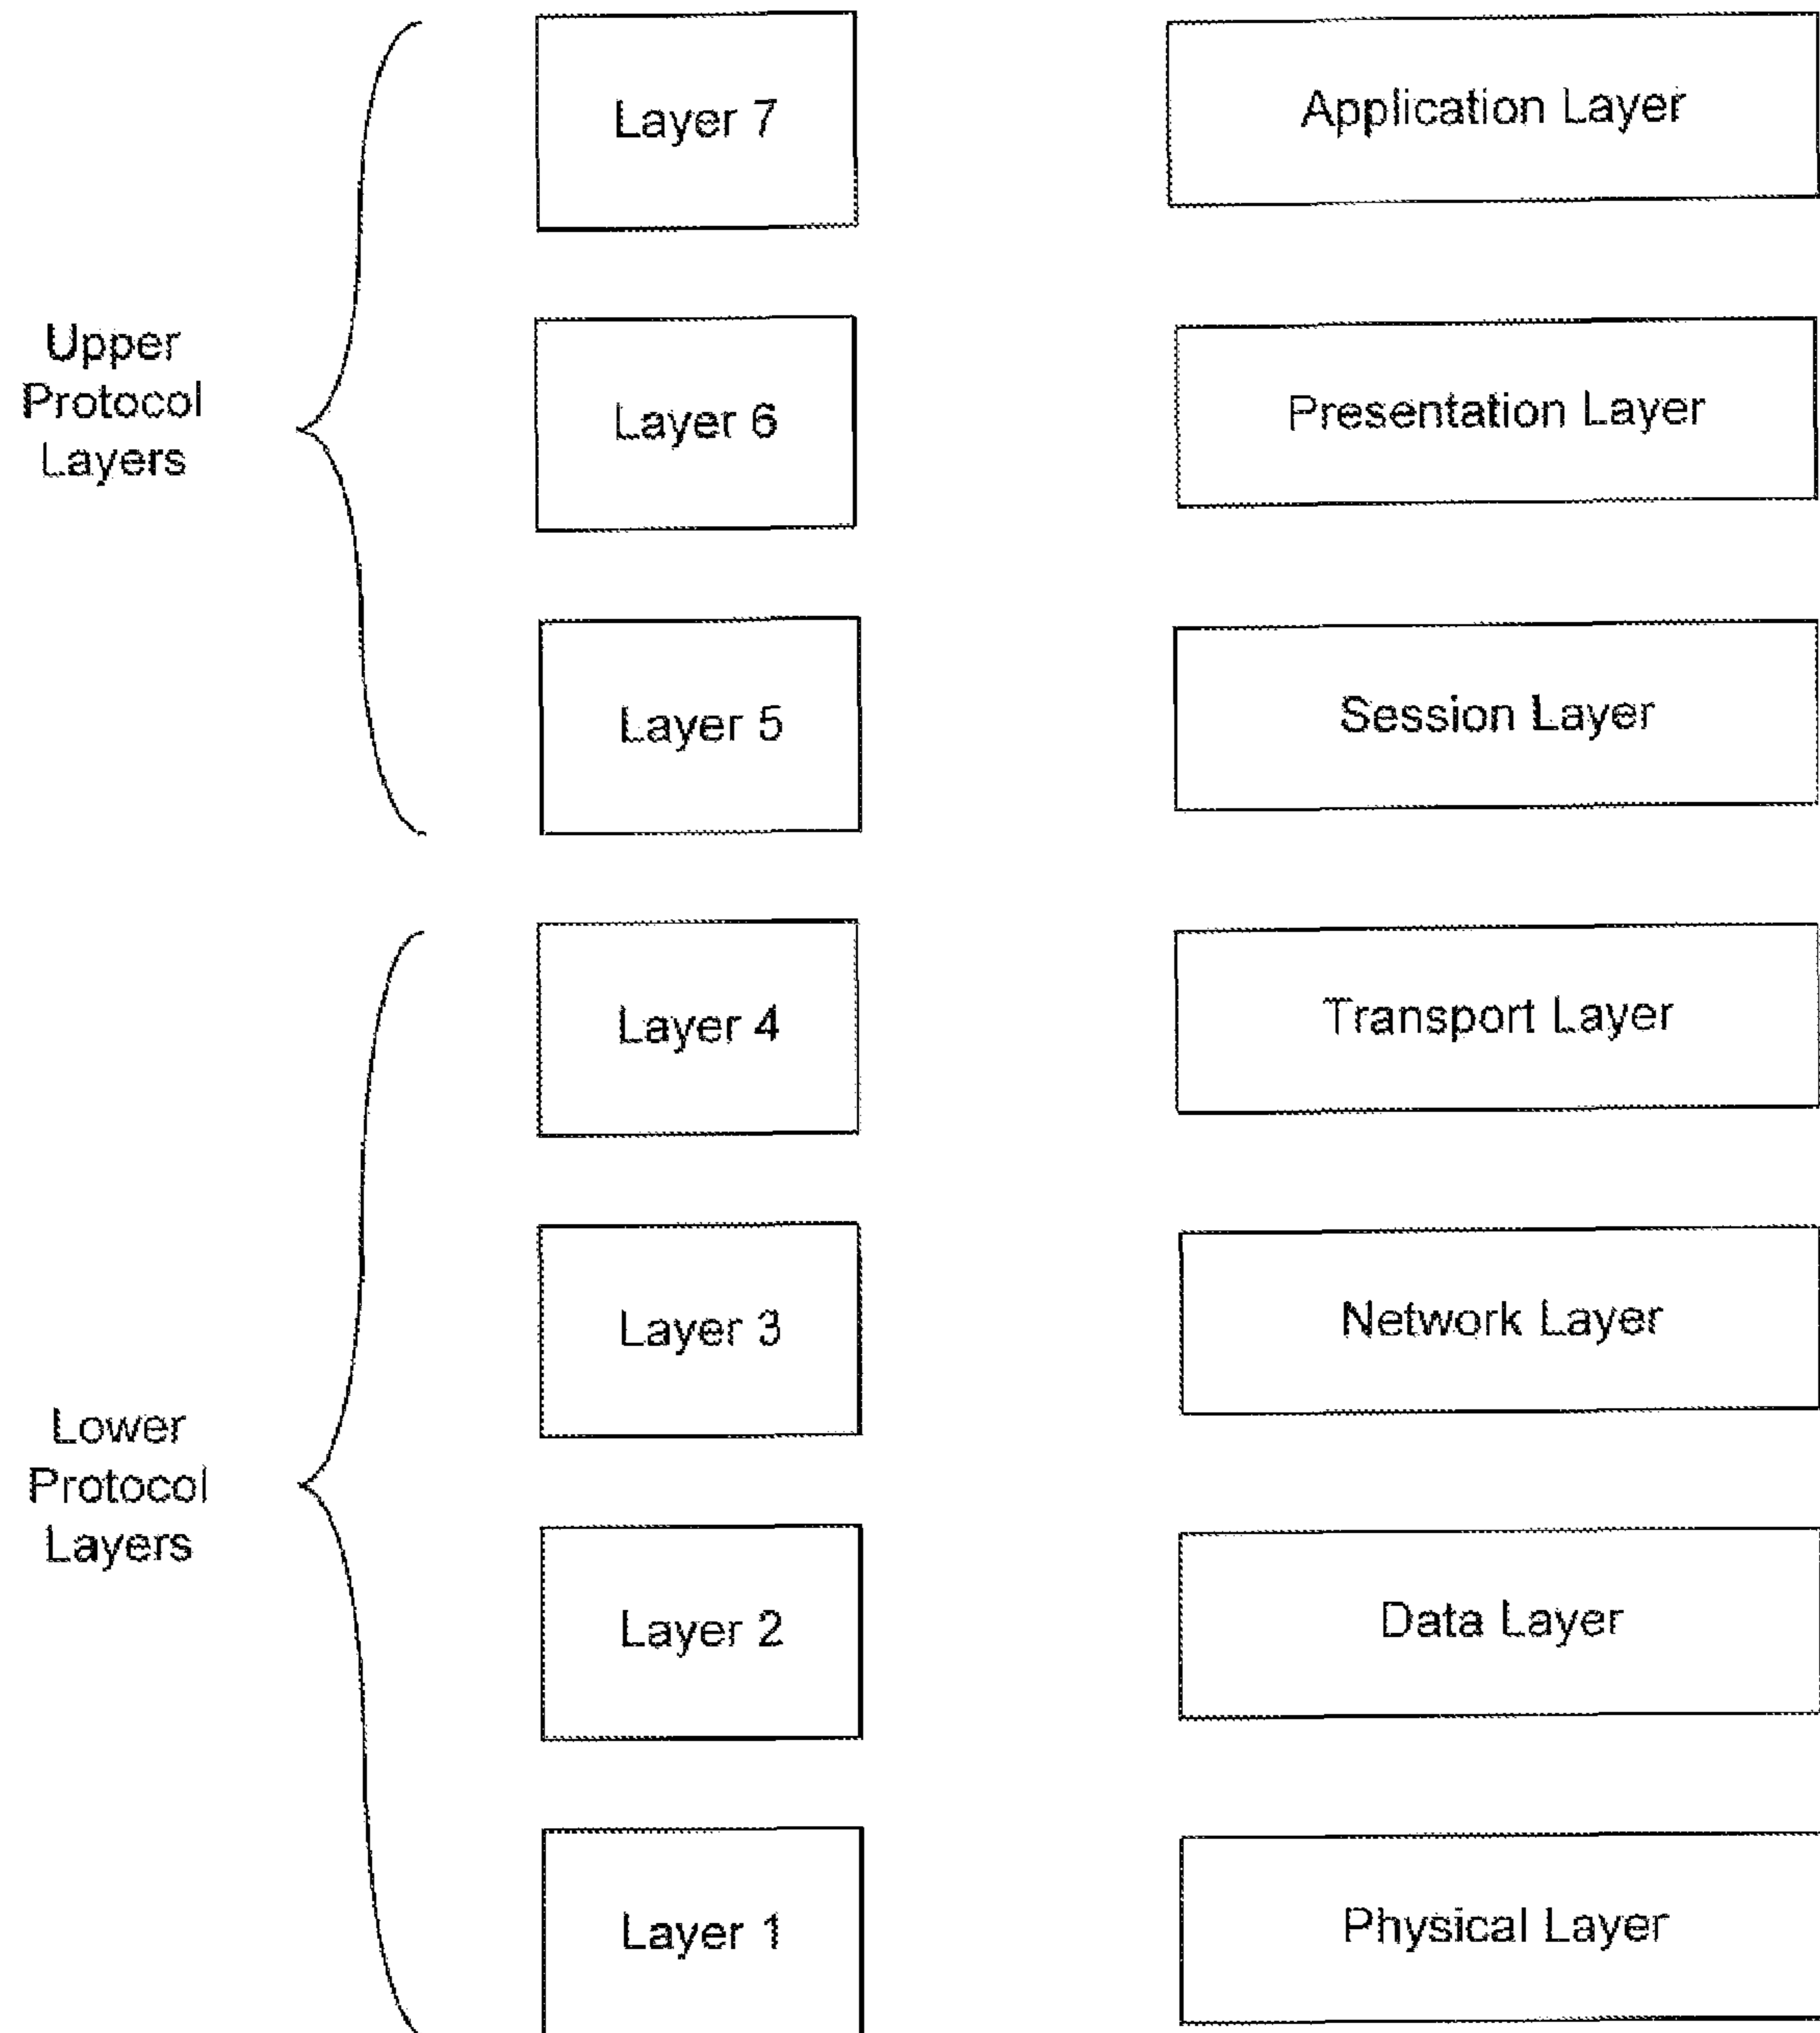 Layer 7
Application Layer
Upper
Protocol
Layers
Layer 6
Presentation Layer
Layer 5
Session Layer
Layer 4
Transport Layer
Layer 3
Network Layer
Lower
Protocol
Layers
Layer 2
Data Layer
Layer 1
Physical Layer